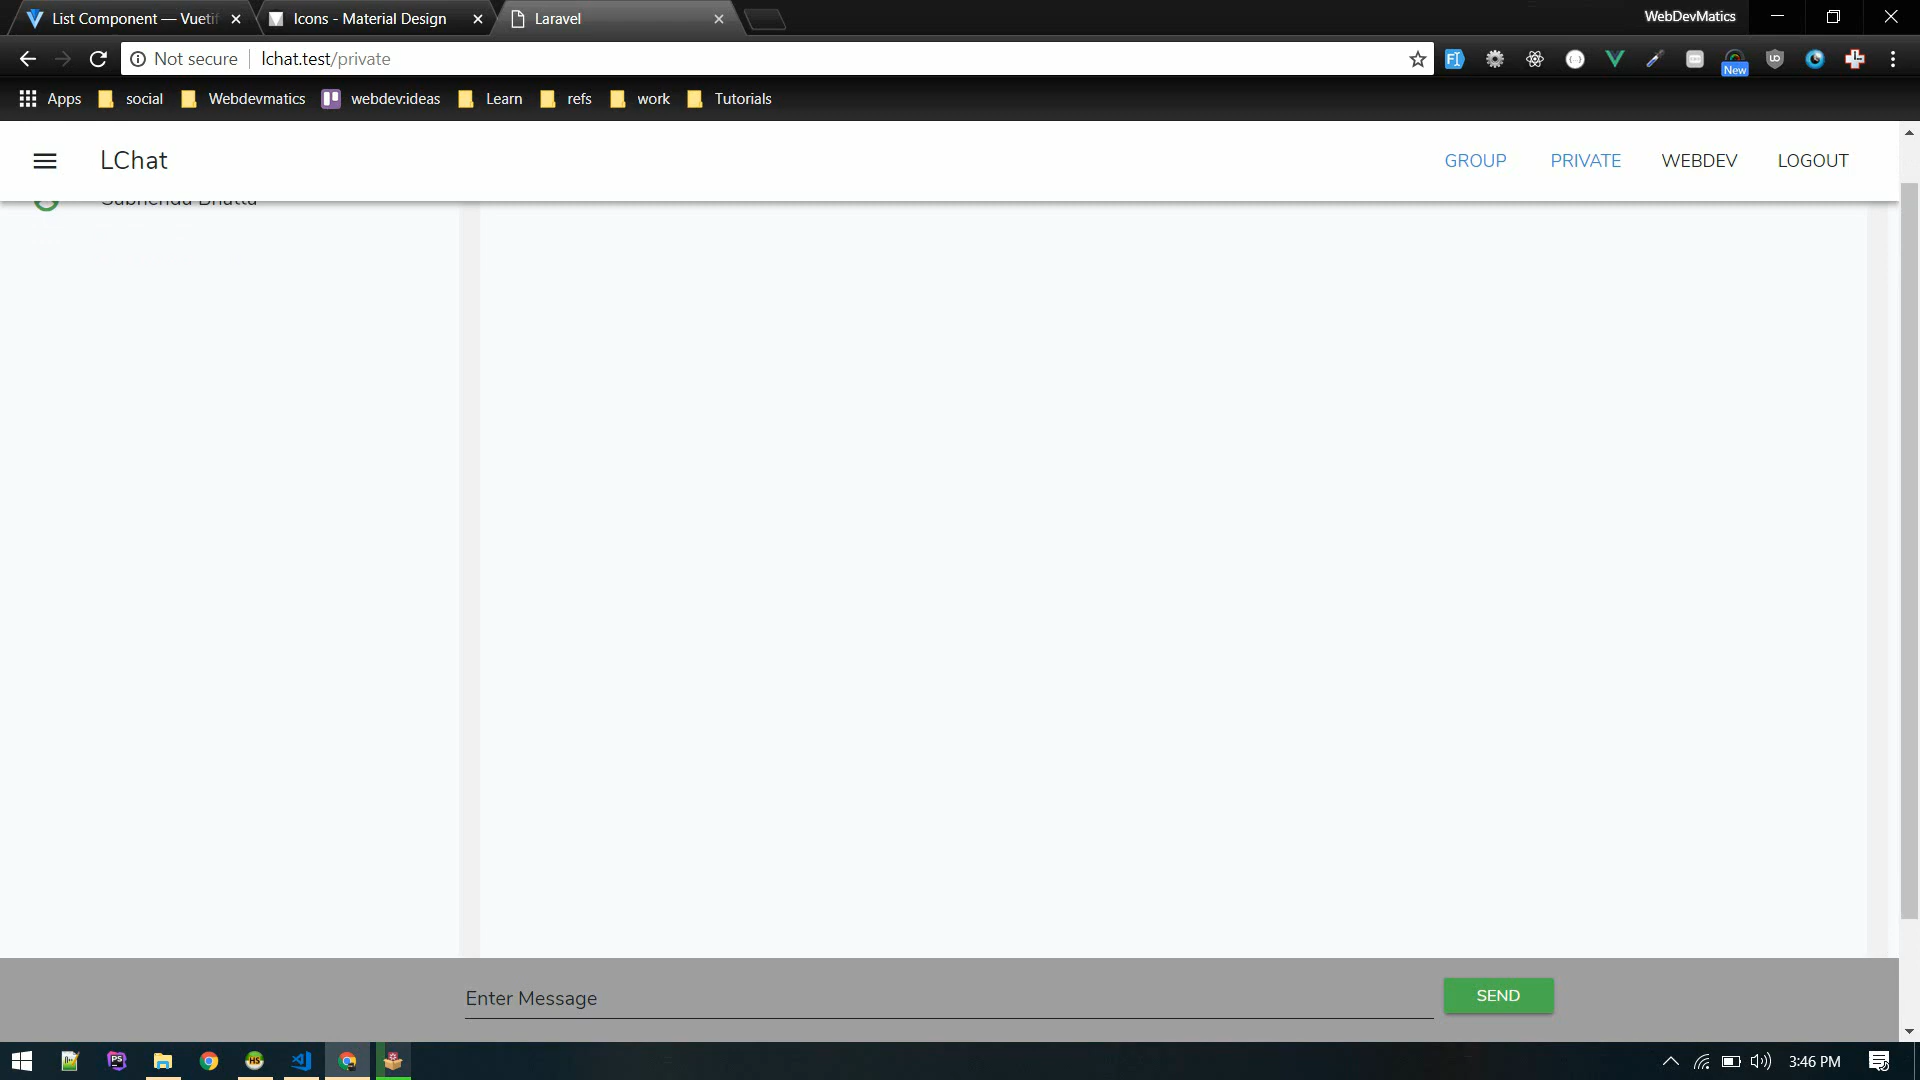 List Component — Vuetif
Icons - Material Design
Laravel
WebDevMatics
Not secure
lchat.test/private
New
Apps
social
Webdevmatics
webdev:ideas
Learn
refs
work
Tutorials
LChat
GROUP
PRIVATE
WEBDEV
LOGOUT
Enter Message
SEND
3:46 PM